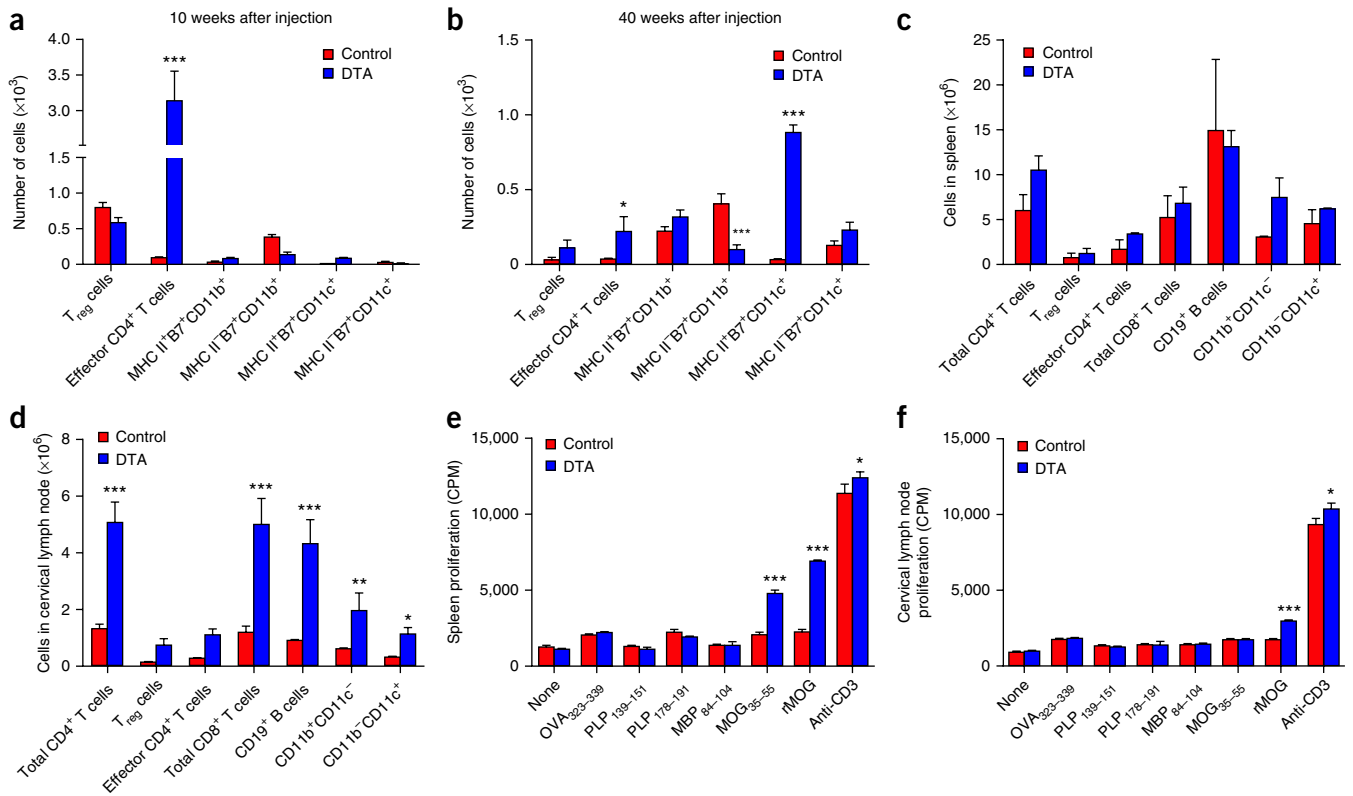 a
10 weeks after injection
Number of cells (×10³)
4.0
3.5
3.0
1.5
1.0
0.5
0
Control
DTA
***
T_reg cells
Effector CD4⁺ T cells
MHC II⁺B7⁺CD11b⁺
MHC II⁻B7⁺CD11b⁺
MHC II⁺B7⁺CD11c⁺
MHC II⁻B7⁺CD11c⁺
b
40 weeks after injection
Number of cells (×10³)
1.5
1.0
0.5
0
Control
DTA
*
***
***
T_reg cells
Effector CD4⁺ T cells
MHC II⁺B7⁺CD11b⁺
MHC II⁻B7⁺CD11b⁺
MHC II⁺B7⁺CD11c⁺
MHC II⁻B7⁺CD11c⁺
c
Cells in spleen (×10⁶)
25
20
15
10
5
0
Control
DTA
Total CD4⁺ T cells
T_reg cells
Effector CD4⁺ T cells
Total CD8⁺ T cells
CD19⁺ B cells
CD11b⁺CD11c⁻
CD11b⁻CD11c⁺
d
Cells in cervical lymph node (×10⁶)
8
6
4
2
0
Control
DTA
***
***
***
**
*
Total CD4⁺ T cells
T_reg cells
Effector CD4⁺ T cells
Total CD8⁺ T cells
CD19⁺ B cells
CD11b⁺CD11c⁻
CD11b⁻CD11c⁺
e
Spleen proliferation (CPM)
15,000
10,000
5,000
0
Control
DTA
***
***
*
None
OVA₃₂₃₋₃₃₉
PLP₁₃₉₋₁₅₁
PLP₁₇₈₋₁₉₁
MBP₈₄₋₁₀₄
MOG₃₅₋₅₅
rMOG
Anti-CD3
f
Cervical lymph node
proliferation (CPM)
15,000
10,000
5,000
0
Control
DTA
***
*
None
OVA₃₂₃₋₃₃₉
PLP₁₃₉₋₁₅₁
PLP₁₇₈₋₁₉₁
MBP₈₄₋₁₀₄
MOG₃₅₋₅₅
rMOG
Anti-CD3